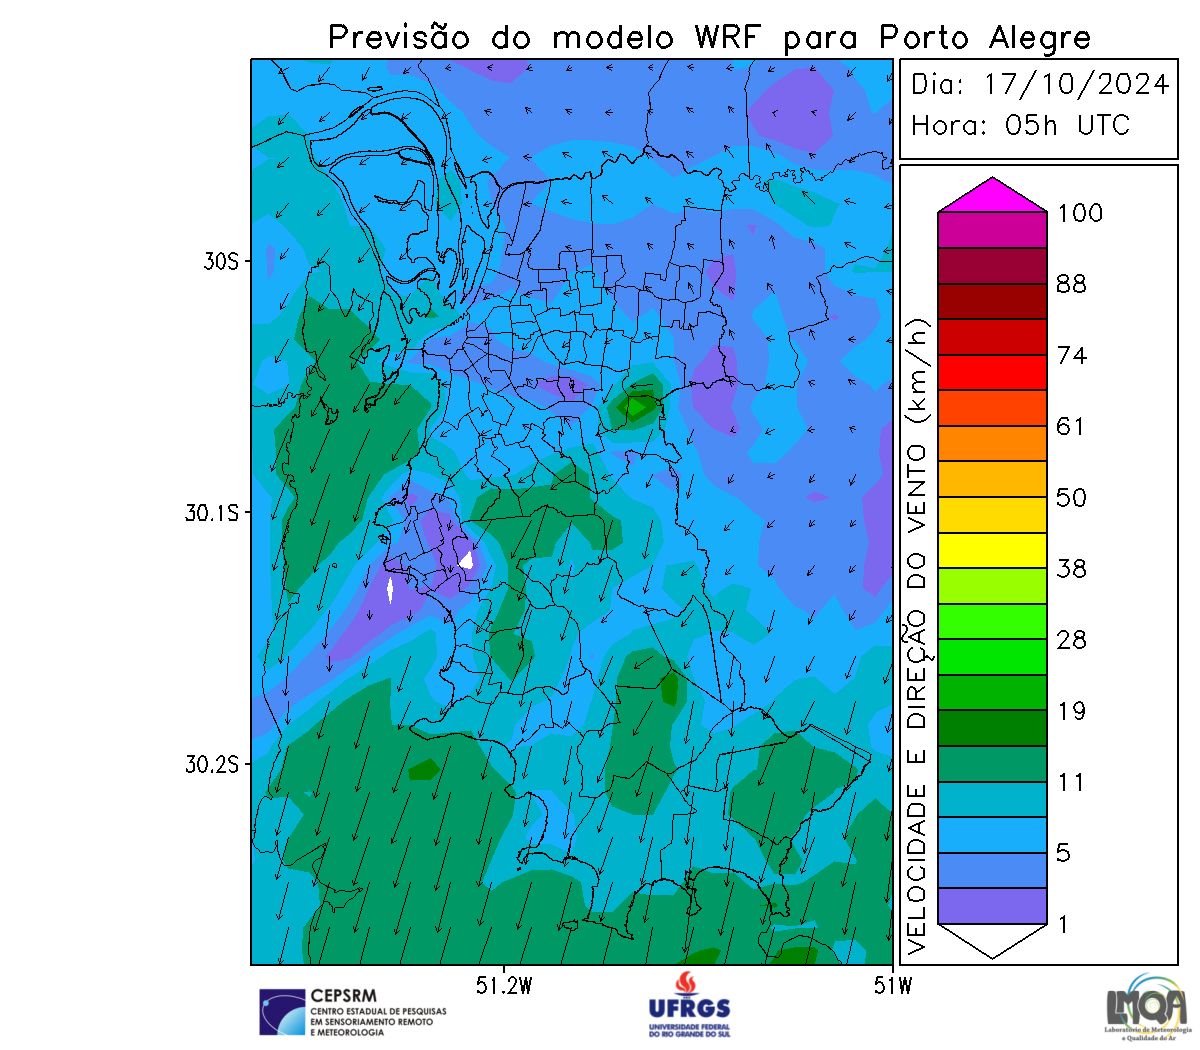 Previsão do modelo WRF para Porto Alegre
Dia: 17/10/2024
Hora: 05h UTC
30S
30.1S
30.2S
51.2W
51W
VELOCIDADE E DIREÇÃO DO VENTO (km/h)
100
88
74
61
50
38
28
19
11
5
1
CEPSRM
CENTRO ESTADUAL DE PESQUISAS
EM SENSORIAMENTO REMOTO
E METEOROLOGIA
UFRGS
UNIVERSIDADE FEDERAL
DO RIO GRANDE DO SUL
LMQA
Laboratório de Meteorologia
e Qualidade do Ar